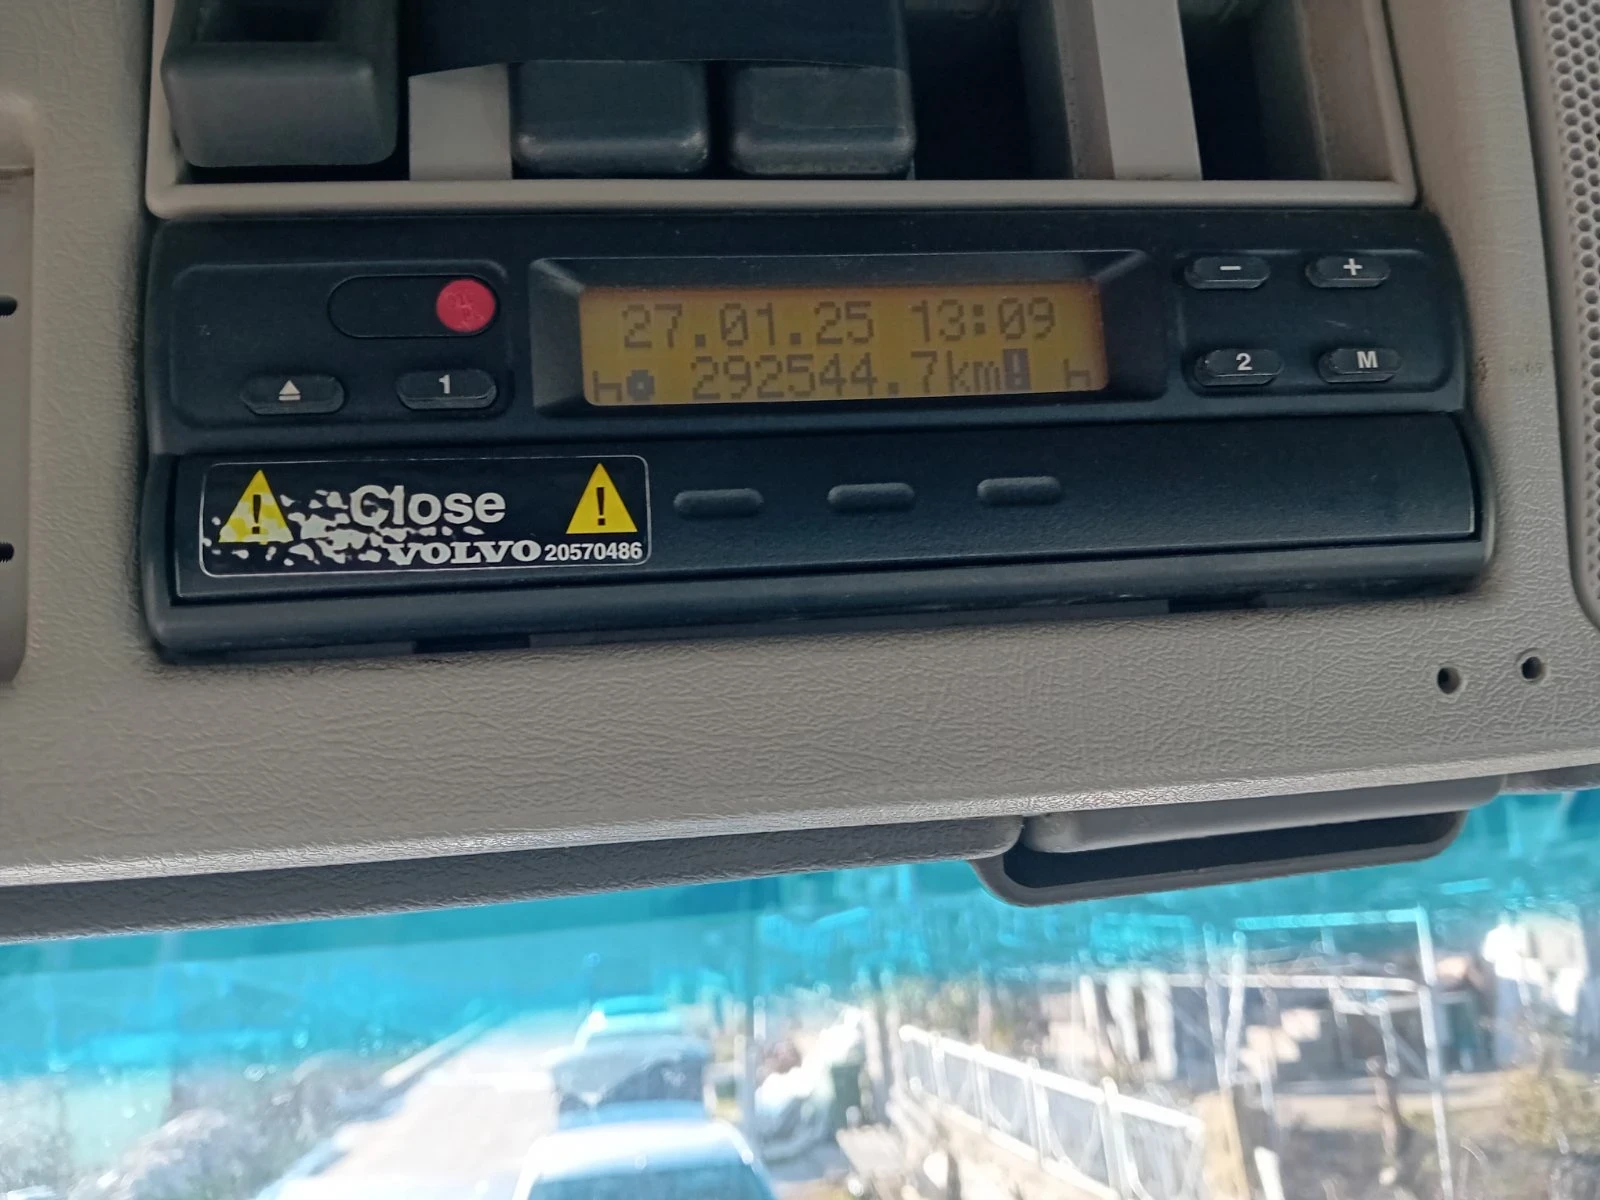 27.01.25 13:09
292544.7km
1
- +
2 M
! Close !
VOLVO 20570486